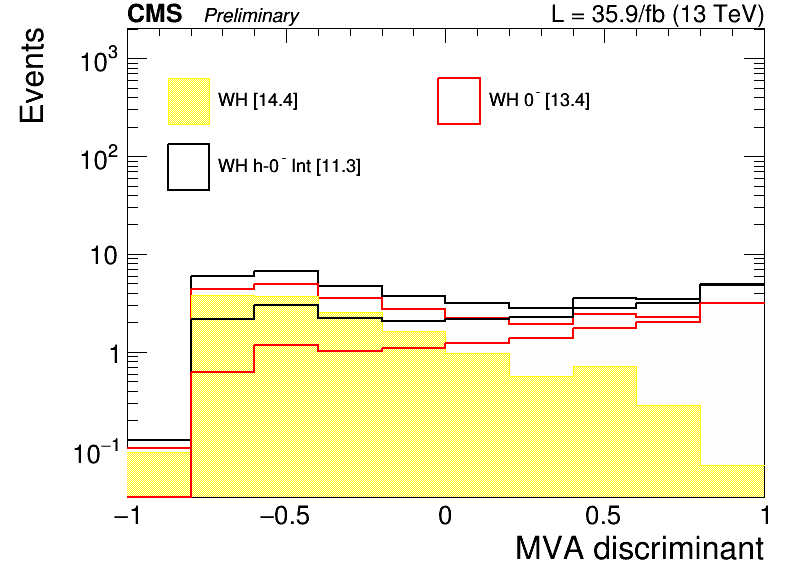 CMS Preliminary L = 35.9/fb (13 TeV)
Events
10³
10²
10
1
10⁻¹
WH [14.4]
WH 0⁻ [13.4]
WH h-0⁻ Int [11.3]
−1 −0.5 0 0.5 1
MVA discriminant